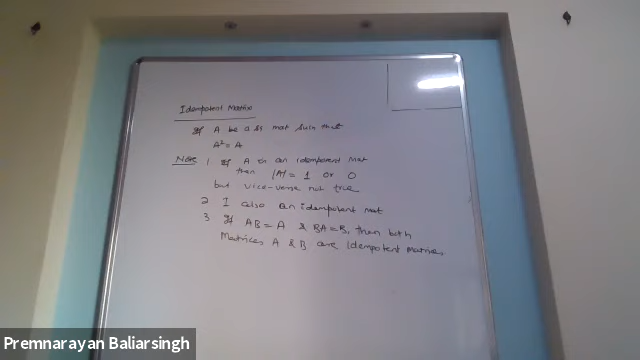 Idempotent Matrix
If A be a Sq mat such that
A² = A
Note 1. If A is an idempotent mat
then |A| = 1 or 0
but vice-versa not true
2 I also an idempotent mat
3 If AB = A & BA = B, then both
Matrices A & B are Idempotent matrices
Premnarayan Baliarsingh